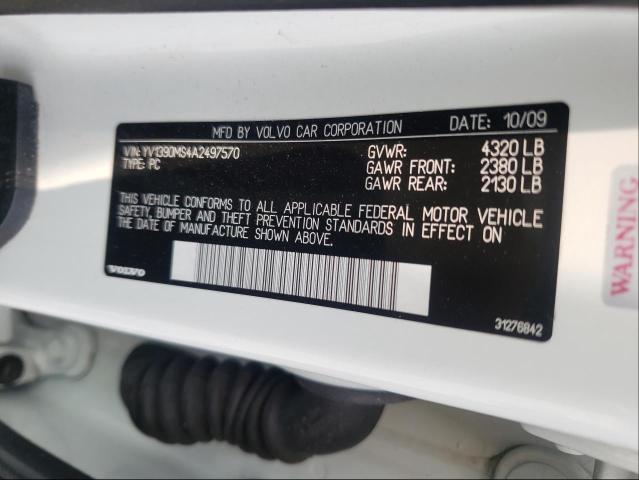 MFD BY VOLVO CAR CORPORATION DATE: 10/09
VIN: YV1390MS4A2497570
TYPE: PC
GVWR: 4320 LB
GAWR FRONT: 2380 LB
GAWR REAR: 2130 LB
THIS VEHICLE CONFORMS TO ALL APPLICABLE FEDERAL MOTOR VEHICLE
SAFETY, BUMPER AND THEFT PREVENTION STANDARDS IN EFFECT ON
THE DATE OF MANUFACTURE SHOWN ABOVE.
VOLVO
31276842
WARNING